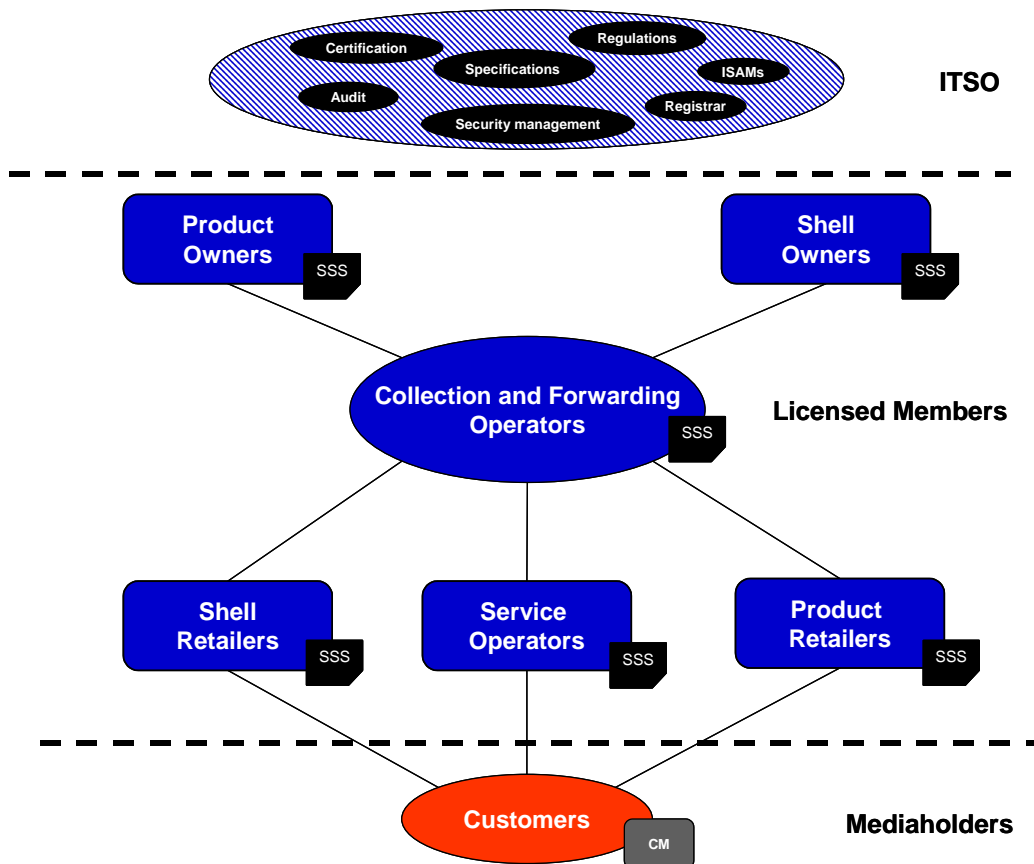 Certification
Regulations
Specifications
ISAMs
ITSO
Audit
Registrar
Security management
Product
Owners
SSS
Shell
Owners
SSS
Collection and Forwarding
Operators
SSS
Licensed Members
Shell
Retailers
SSS
Service
Operators
SSS
Product
Retailers
SSS
Customers
CM
Mediaholders